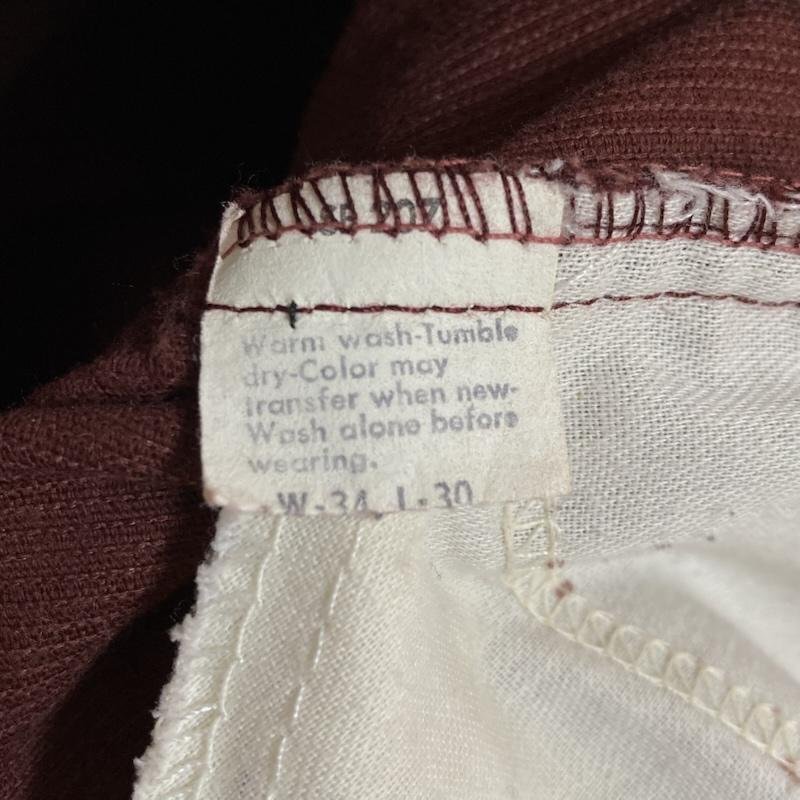 Warm wash-Tumble
dry-Color may
transfer when new-
Wash alone before
wearing.
W-34 L-30